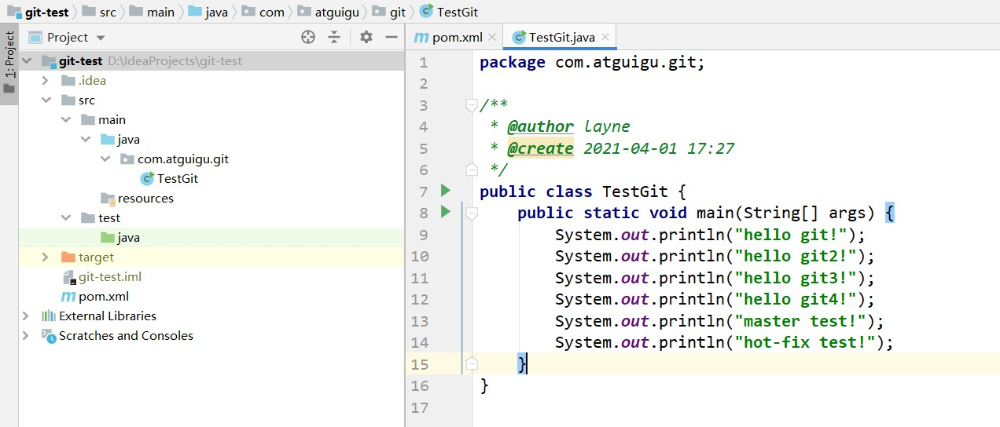 git-test src main java com atguigu git TestGit
1: Project
Project
git-test D:\IdeaProjects\git-test
.idea
src
main
java
com.atguigu.git
TestGit
resources
test
java
target
git-test.iml
pom.xml
External Libraries
Scratches and Consoles
pom.xml TestGit.java
1 package com.atguigu.git;
2
3 /**
4 * @author layne
5 * @create 2021-04-01 17:27
6 */
7 public class TestGit {
8 public static void main(String[] args) {
9 System.out.println("hello git!");
10 System.out.println("hello git2!");
11 System.out.println("hello git3!");
12 System.out.println("hello git4!");
13 System.out.println("master test!");
14 System.out.println("hot-fix test!");
15 }
16 }
17